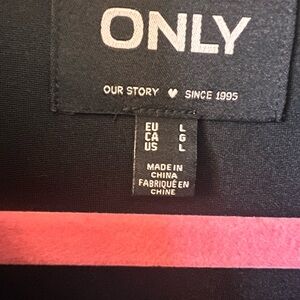 ONLY
OUR STORY ♥ SINCE 1995
EU L
CA G
US L
MADE IN
CHINA
FABRIQUÉ EN
CHINE